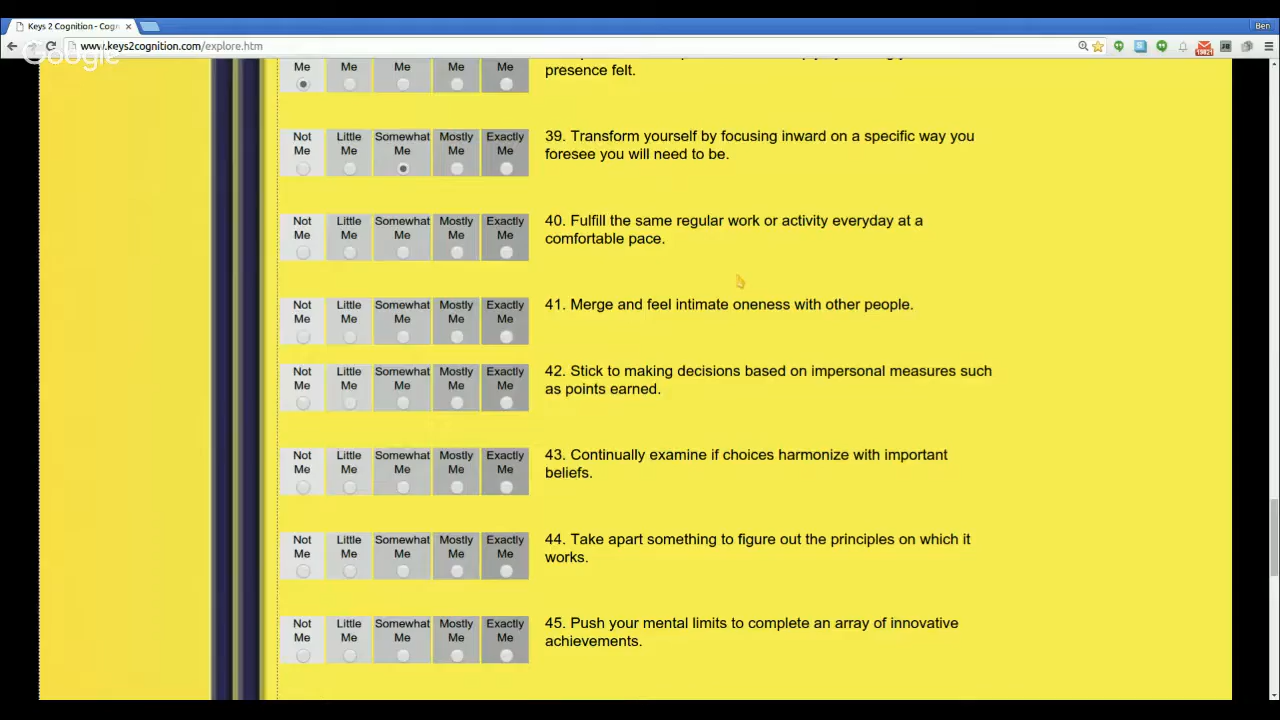 Keys 2 Cognition - Cogn
Ben
www.keys2cognition.com/explore.htm
Google
Me Me Me Me Me
presence felt.
Not Me Little Me Somewhat Me Mostly Me Exactly Me
39. Transform yourself by focusing inward on a specific way you
foresee you will need to be.
Not Me Little Me Somewhat Me Mostly Me Exactly Me
40. Fulfill the same regular work or activity everyday at a
comfortable pace.
Not Me Little Me Somewhat Me Mostly Me Exactly Me
41. Merge and feel intimate oneness with other people.
Not Me Little Me Somewhat Me Mostly Me Exactly Me
42. Stick to making decisions based on impersonal measures such
as points earned.
Not Me Little Me Somewhat Me Mostly Me Exactly Me
43. Continually examine if choices harmonize with important
beliefs.
Not Me Little Me Somewhat Me Mostly Me Exactly Me
44. Take apart something to figure out the principles on which it
works.
Not Me Little Me Somewhat Me Mostly Me Exactly Me
45. Push your mental limits to complete an array of innovative
achievements.